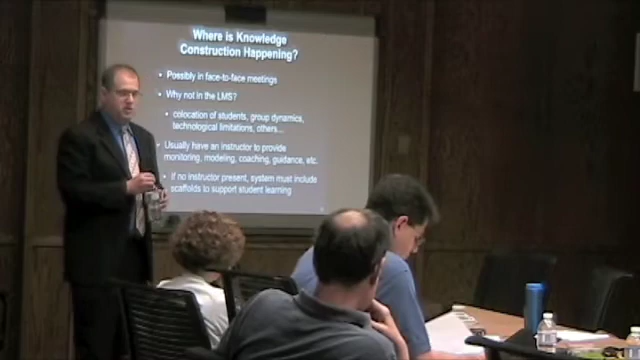 Where is Knowledge
Construction Happening?
• Possibly in face-to-face meetings
• Why not in the LMS?
• colocation of students, group dynamics,
technological limitations, others...
• Usually have an instructor to provide
monitoring, modeling, coaching, guidance, etc.
• if no instructor present, system must include
scaffolds to support student learning